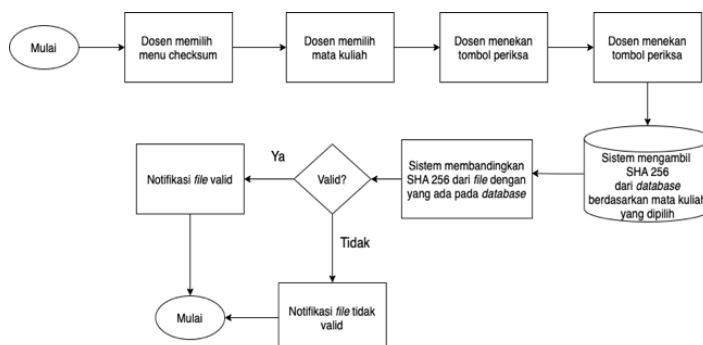 Mulai
Dosen memilih
menu checksum
Dosen memilih
mata kuliah
Dosen menekan
tombol periksa
Dosen menekan
tombol periksa
Sistem mengambil
SHA 256
dari database
berdasarkan mata kuliah
yang dipilih
Sistem membandingkan
SHA 256 dari file dengan
yang ada pada database
Valid?
Ya
Notifikasi file valid
Tidak
Notifikasi file tidak
valid
Mulai